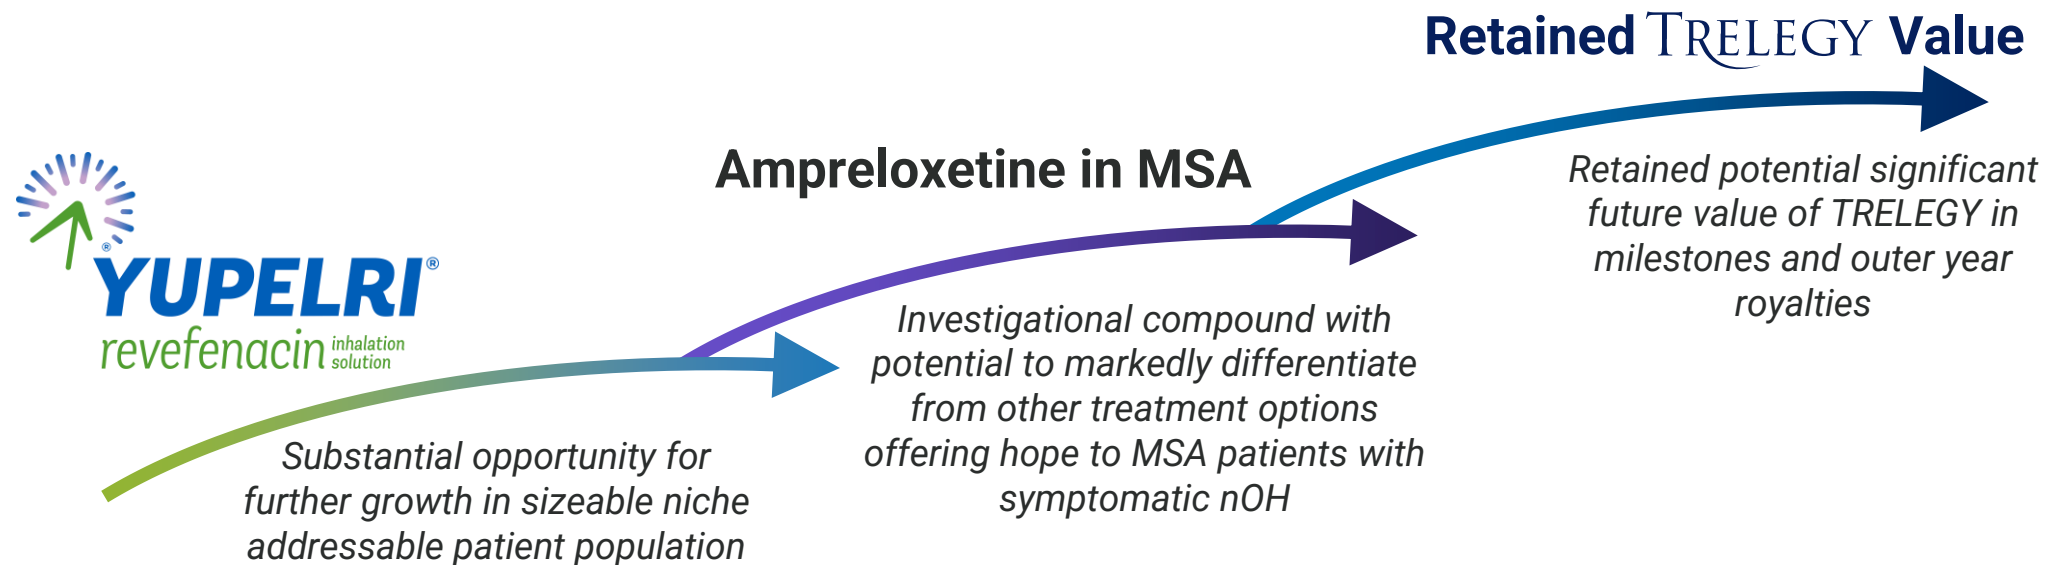 Retained TRELEGY Value
Ampreloxetine in MSA
Retained potential significant
future value of TRELEGY in
milestones and outer year
royalties
®
YUPELRI®
revefenacin inhalation
solution
Investigational compound with
potential to markedly differentiate
from other treatment options
offering hope to MSA patients with
symptomatic nOH
Substantial opportunity for
further growth in sizeable niche
addressable patient population